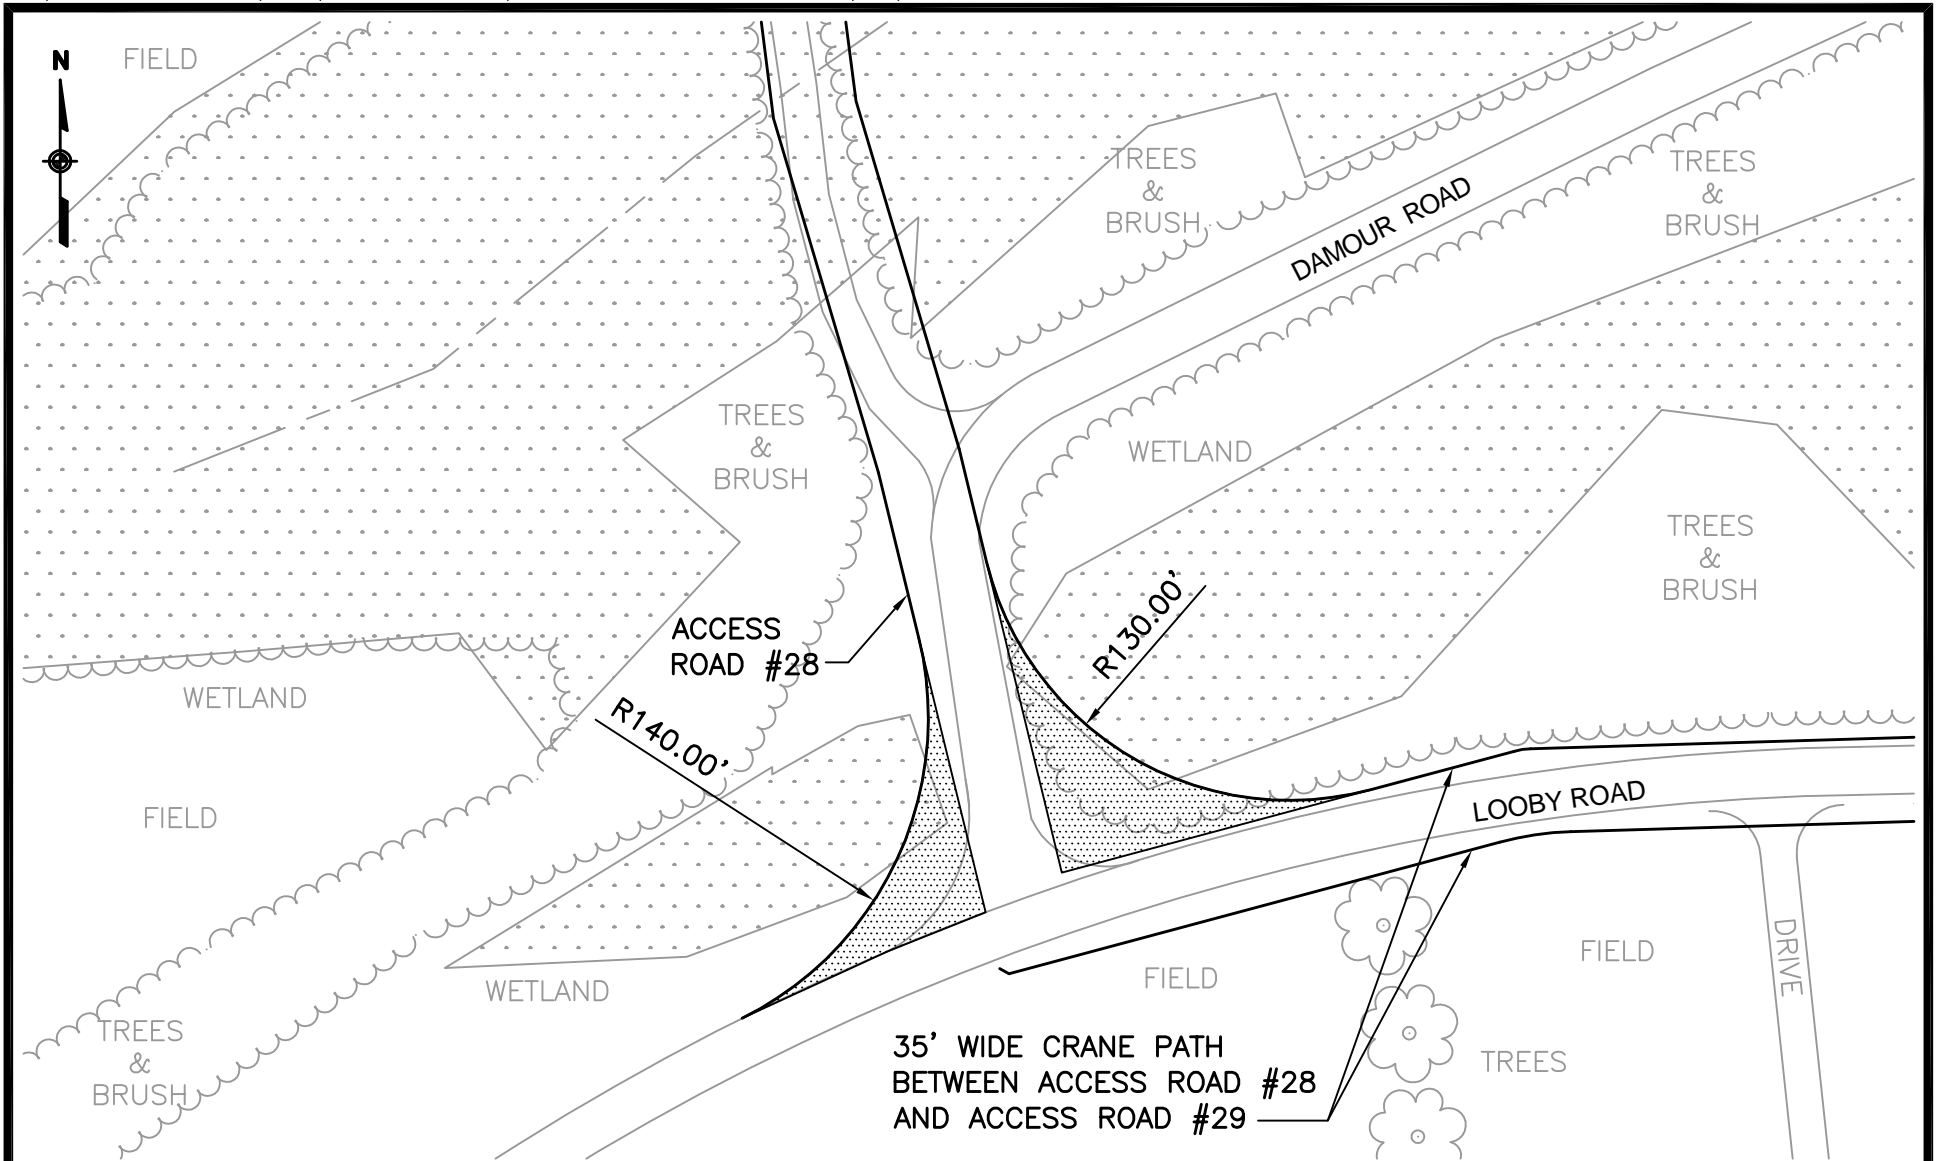 N
FIELD
TREES
&
BRUSH
DAMOUR ROAD
TREES
&
BRUSH
TREES
&
BRUSH
WETLAND
TREES
&
BRUSH
ACCESS
ROAD #28
R130.00'
WETLAND
R140.00'
FIELD
LOOBY ROAD
WETLAND
FIELD
FIELD
DRIVE
TREES
&
BRUSH
35' WIDE CRANE PATH
BETWEEN ACCESS ROAD #28
AND ACCESS ROAD #29
TREES